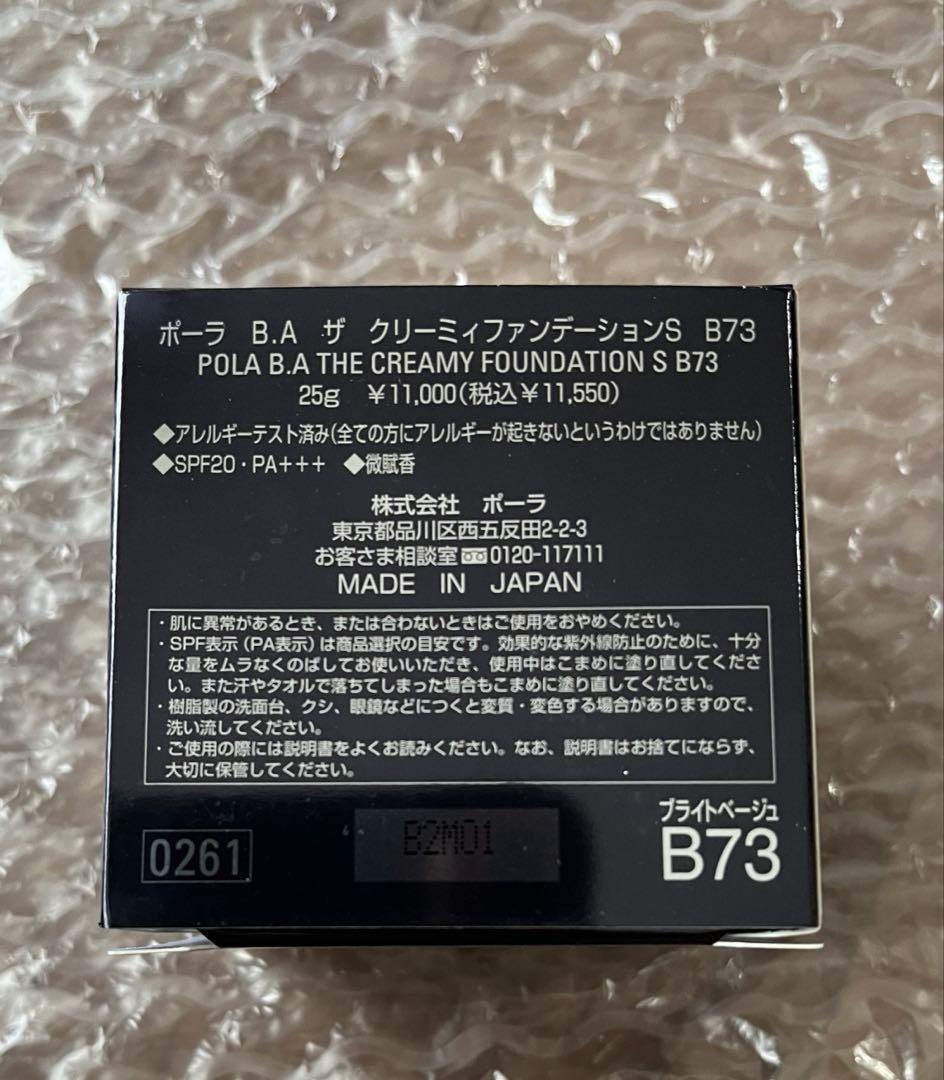 ポーラ B.A ザ クリーミィファンデーションS B73
POLA B.A THE CREAMY FOUNDATION S B73
25g ¥11,000(税込¥11,550)
◆アレルギーテスト済み(全ての方にアレルギーが起きないというわけではありません)
◆SPF20・PA+++ ◆微賦香
株式会社 ポーラ
東京都品川区西五反田2-2-3
お客さま相談室 0120-117111
MADE IN JAPAN
・肌に異常があるとき、または合わないときはご使用をおやめください。
・SPF表示(PA表示)は商品選択の目安です。効果的な紫外線防止のために、十分
な量をムラなくのばしてお使いいただき、使用中はこまめに塗り直してくださ
い。また汗やタオルで落ちてしまった場合もこまめに塗り直してください。
・樹脂製の洗面台、クシ、眼鏡などにつくと変質・変色する場合がありますので、
洗い流してください。
・ご使用の際には説明書をよくお読みください。なお、説明書はお捨てにならず、
大切に保管してください。
ブライトベージュ
0261 B2M01 B73